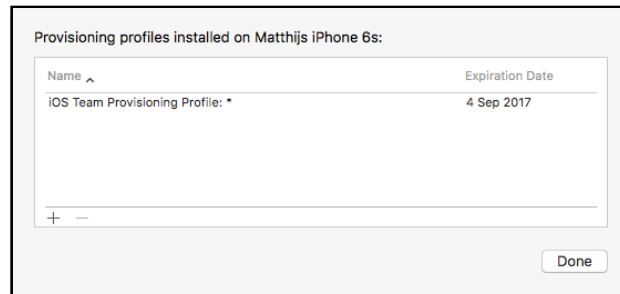 Provisioning profiles installed on Matthijs iPhone 6s:
Name Expiration Date
iOS Team Provisioning Profile: * 4 Sep 2017
+ −
Done